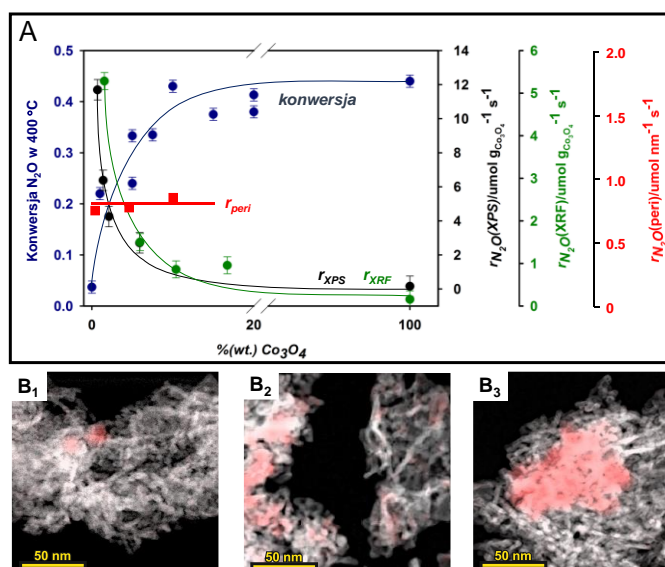 A
Konwersja N₂O w 400 ºC
0.5
0.4
0.3
0.2
0.1
0.0
konwersja
r_peri
r_XPS
r_XRF
0
20
100
%(wt.) Co₃O₄
14
12
10
8
6
4
2
0
r_N₂O(XPS)/umol g_Co₃O₄⁻¹ s⁻¹
6
5
4
3
2
1
0
r_N₂O(XRF)/umol g_Co₃O₄⁻¹ s⁻¹
2.0
1.5
1.0
0.5
0
r_N₂O(peri)/umol nm⁻¹ s⁻¹
B₁
50 nm
B₂
50 nm
B₃
50 nm